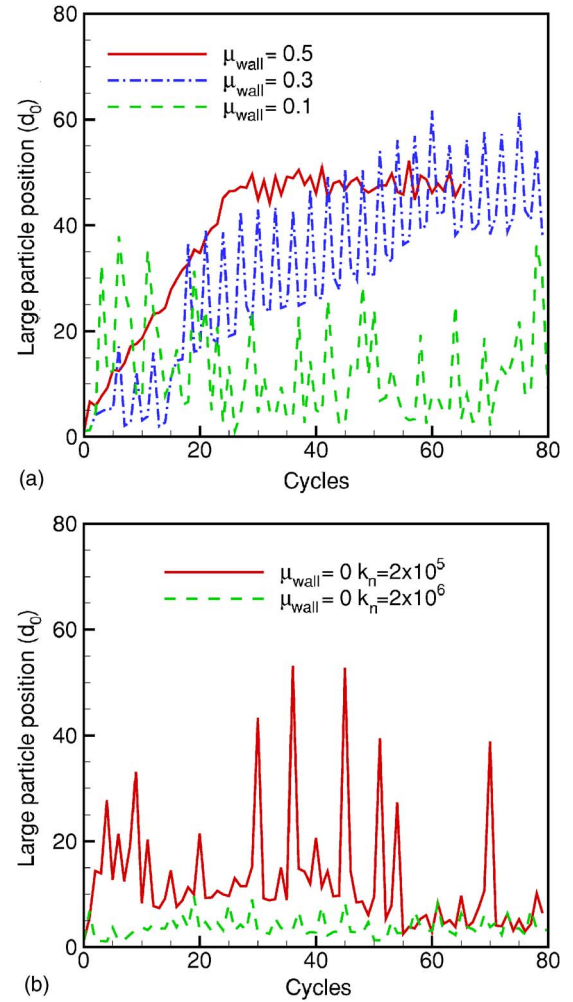 80
μwall = 0.5
μwall = 0.3
μwall = 0.1
60
Large particle position (d0)
40
20
0
0 20 40 60 80
Cycles
(a)
80
μwall = 0 kn=2x10^5
μwall = 0 kn=2x10^6
60
Large particle position (d0)
40
20
0
0 20 40 60 80
Cycles
(b)